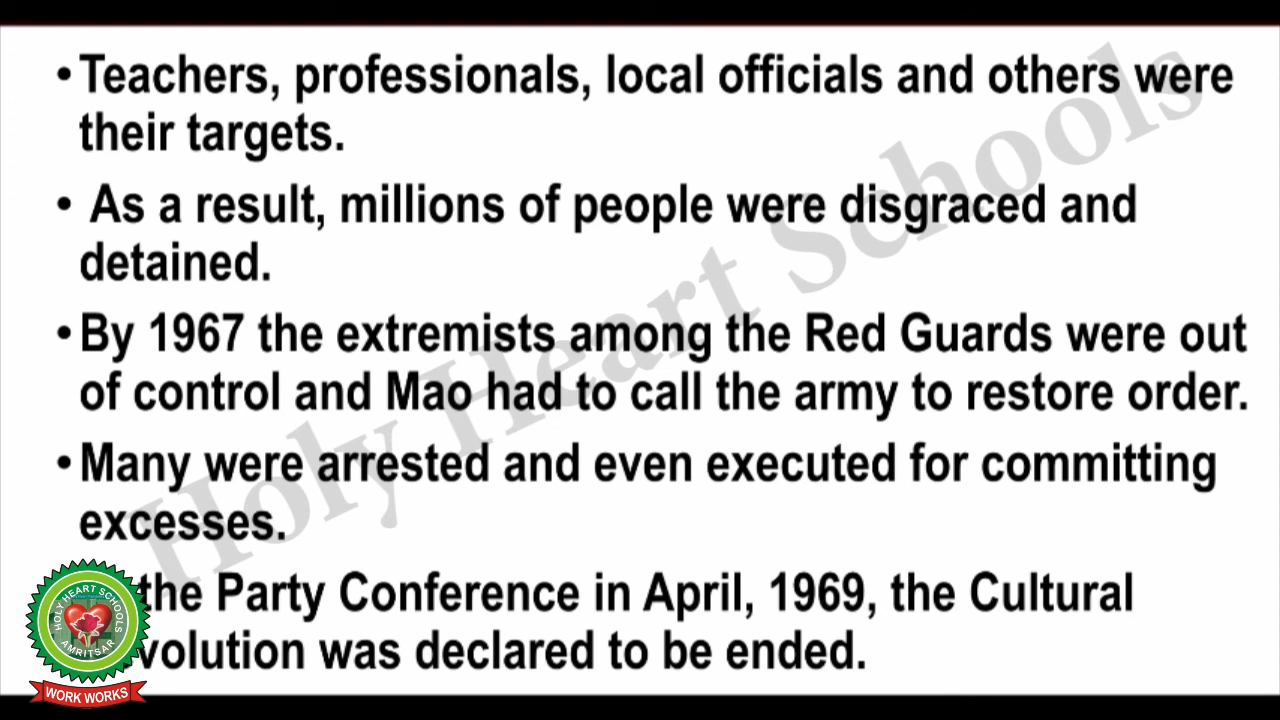 • Teachers, professionals, local officials and others were
their targets.
• As a result, millions of people were disgraced and
detained.
• By 1967 the extremists among the Red Guards were out
of control and Mao had to call the army to restore order.
• Many were arrested and even executed for committing
excesses.
the Party Conference in April, 1969, the Cultural
volution was declared to be ended.
Holy Heart Schools
HOLY HEART SCHOOLS
AMRITSAR
WORK WORKS